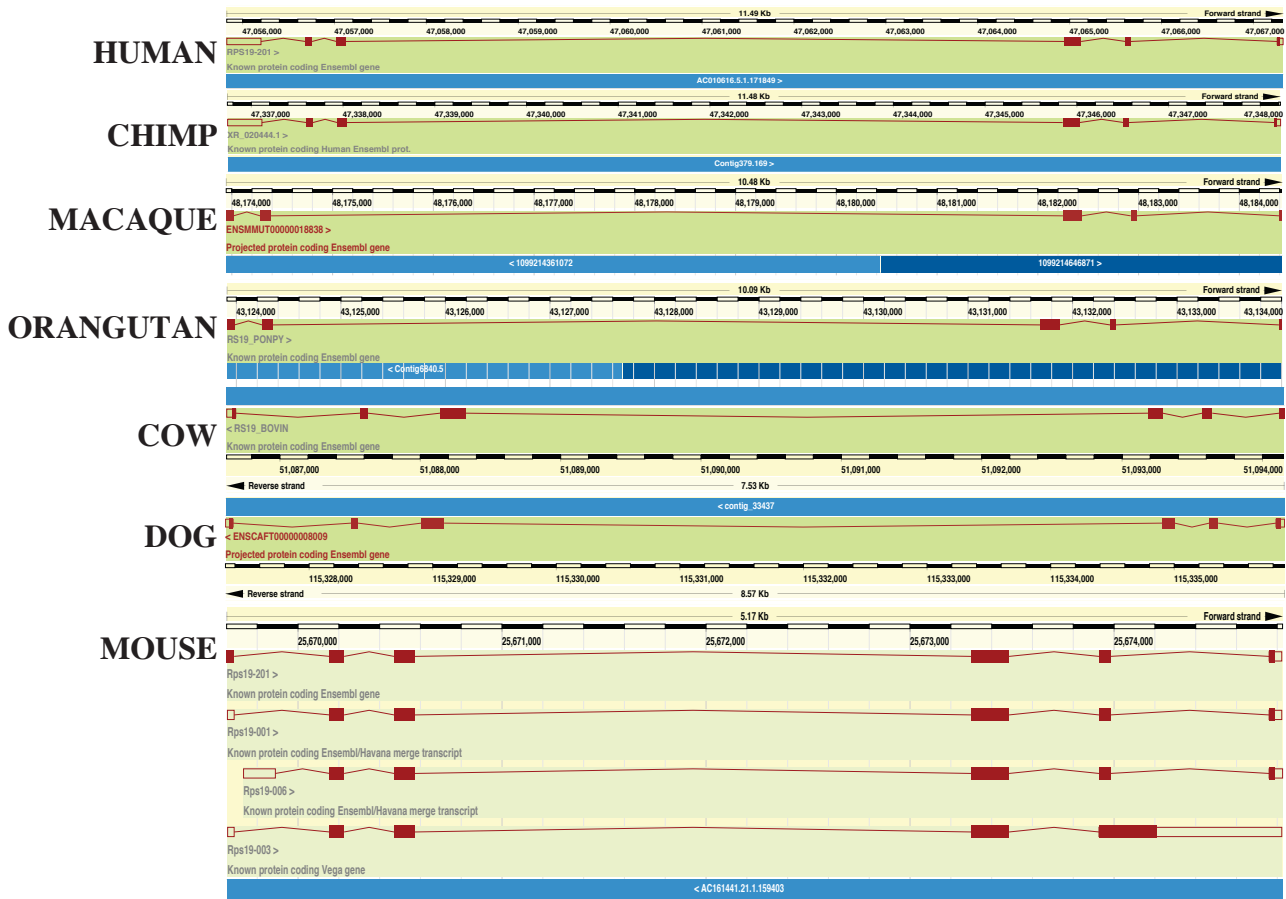 11.49 Kb Forward strand
47,056,000 47,057,000 47,058,000 47,059,000 47,060,000 47,061,000 47,062,000 47,063,000 47,064,000 47,065,000 47,066,000 47,067,000
HUMAN
RPS19-201 >
Known protein coding Ensembl gene
AC010616.5.1.171849 >
11.48 Kb Forward strand
47,337,000 47,338,000 47,339,000 47,340,000 47,341,000 47,342,000 47,343,000 47,344,000 47,345,000 47,346,000 47,347,000 47,348,000
CHIMP
XR_020444.1 >
Known protein coding Human Ensembl prot.
Contig379.169 >
10.48 Kb Forward strand
48,174,000 48,175,000 48,176,000 48,177,000 48,178,000 48,179,000 48,180,000 48,181,000 48,182,000 48,183,000 48,184,000
MACAQUE
ENSMMUT00000018838 >
Projected protein coding Ensembl gene
< 1099214361072 1099214646871 >
10.09 Kb Forward strand
43,124,000 43,125,000 43,126,000 43,127,000 43,128,000 43,129,000 43,130,000 43,131,000 43,132,000 43,133,000 43,134,000
ORANGUTAN
RS19_PONPY >
Known protein coding Ensembl gene
< Contig6840.5
COW
< RS19_BOVIN
Known protein coding Ensembl gene
51,087,000 51,088,000 51,089,000 51,090,000 51,091,000 51,092,000 51,093,000 51,094,000
Reverse strand 7.53 Kb
< contig_33437
DOG
< ENSCAFT00000008009
Projected protein coding Ensembl gene
115,328,000 115,329,000 115,330,000 115,331,000 115,332,000 115,333,000 115,334,000 115,335,000
Reverse strand 8.57 Kb
5.17 Kb Forward strand
25,670,000 25,671,000 25,672,000 25,673,000 25,674,000
MOUSE
Rps19-201 >
Known protein coding Ensembl gene
Rps19-001 >
Known protein coding Ensembl/Havana merge transcript
Rps19-006 >
Known protein coding Ensembl/Havana merge transcript
Rps19-003 >
Known protein coding Vega gene
< AC161441.21.1.159403